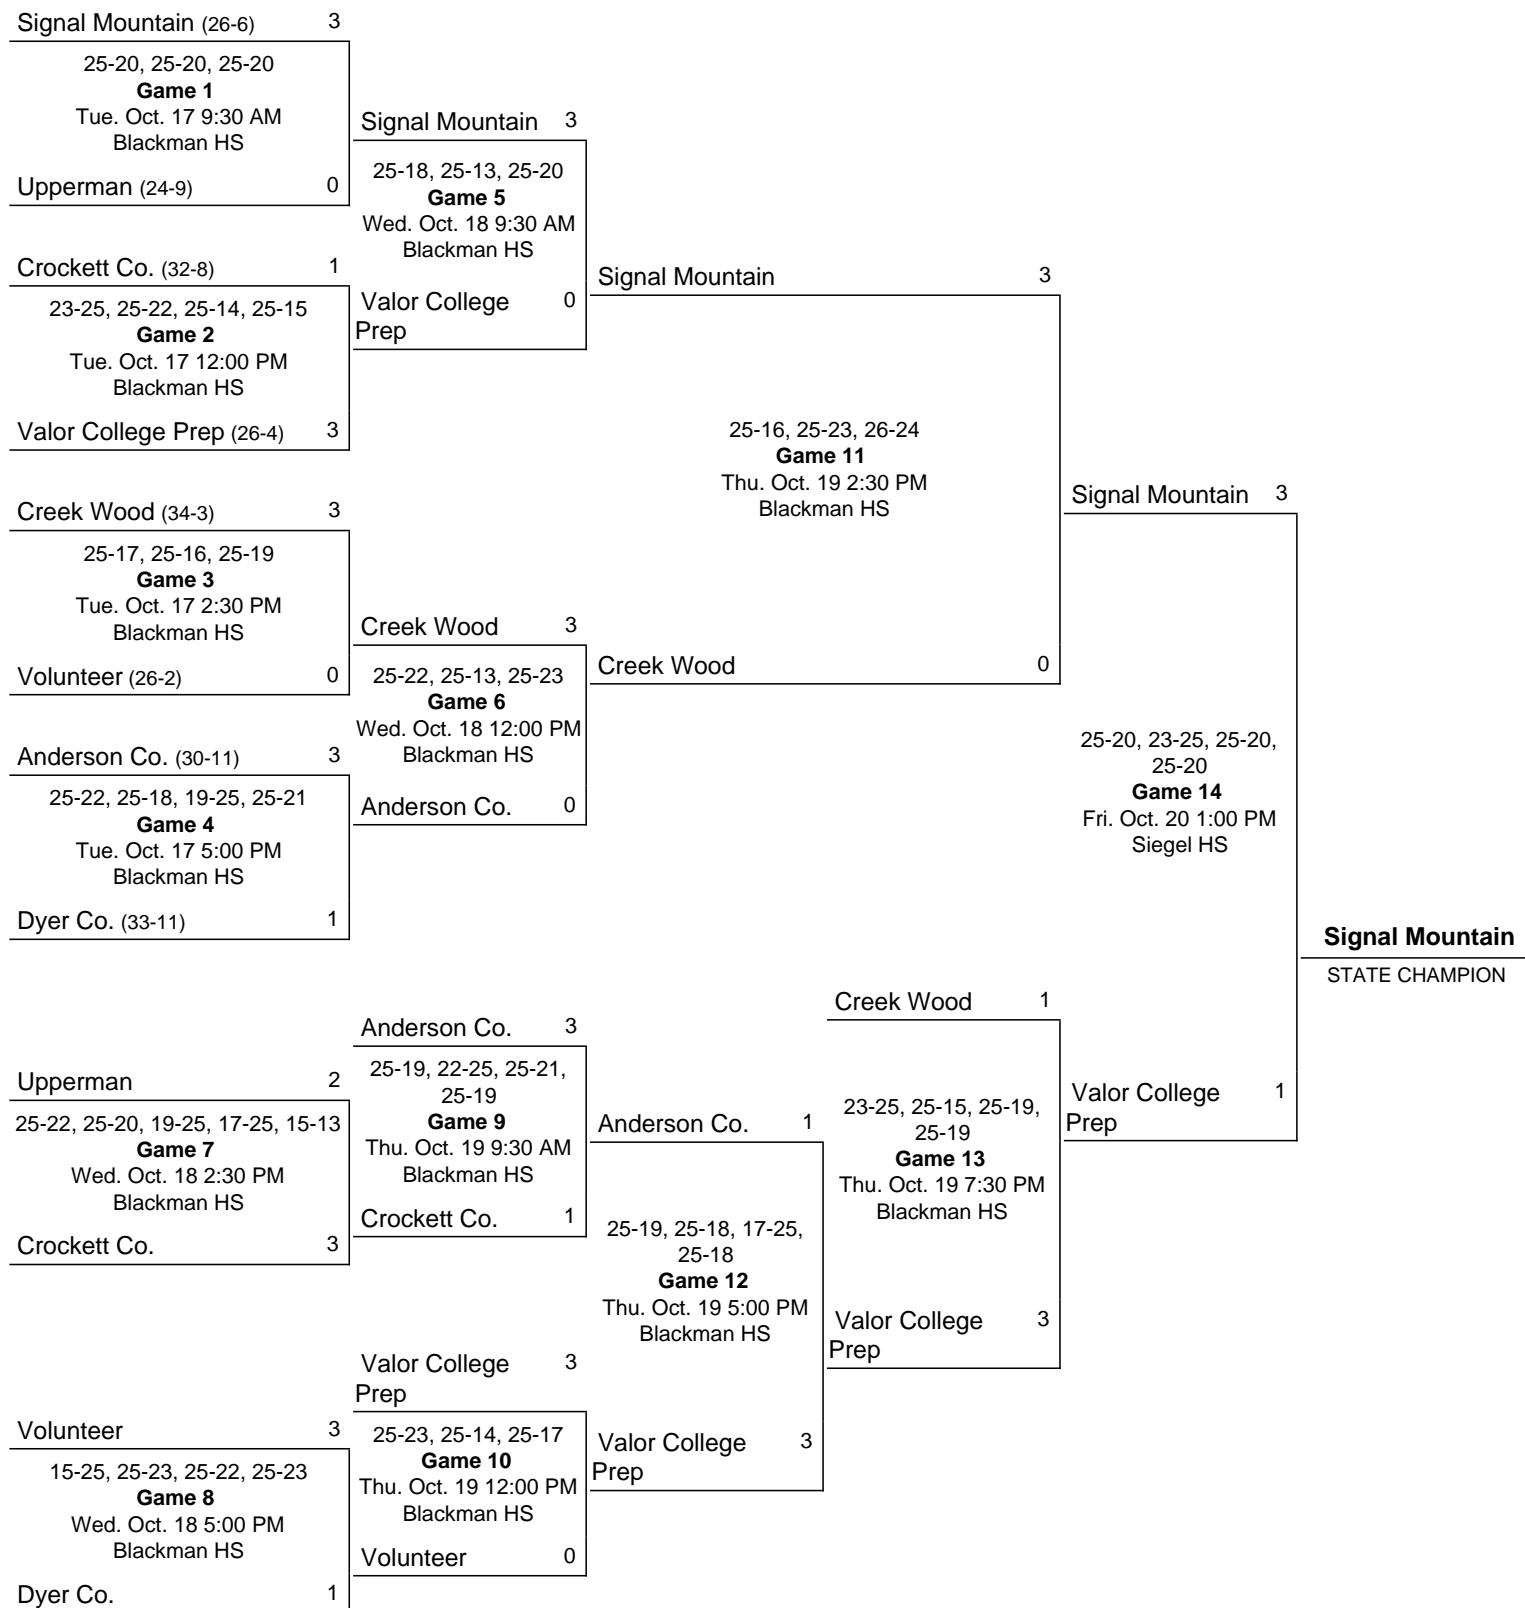 Signal Mountain (26-6) 3
25-20, 25-20, 25-20
Game 1
Tue. Oct. 17 9:30 AM
Blackman HS
Upperman (24-9) 0
Crockett Co. (32-8) 1
23-25, 25-22, 25-14, 25-15
Game 2
Tue. Oct. 17 12:00 PM
Blackman HS
Valor College Prep (26-4) 3
Creek Wood (34-3) 3
25-17, 25-16, 25-19
Game 3
Tue. Oct. 17 2:30 PM
Blackman HS
Volunteer (26-2) 0
Anderson Co. (30-11) 3
25-22, 25-18, 19-25, 25-21
Game 4
Tue. Oct. 17 5:00 PM
Blackman HS
Dyer Co. (33-11) 1
Signal Mountain 3
25-18, 25-13, 25-20
Game 5
Wed. Oct. 18 9:30 AM
Blackman HS
Valor College 0
Prep
Creek Wood 3
25-22, 25-13, 25-23
Game 6
Wed. Oct. 18 12:00 PM
Blackman HS
Anderson Co. 0
Signal Mountain 3
25-16, 25-23, 26-24
Game 11
Thu. Oct. 19 2:30 PM
Blackman HS
Creek Wood 0
Upperman 2
25-22, 25-20, 19-25, 17-25, 15-13
Game 7
Wed. Oct. 18 2:30 PM
Blackman HS
Crockett Co. 3
Volunteer 3
15-25, 25-23, 25-22, 25-23
Game 8
Wed. Oct. 18 5:00 PM
Blackman HS
Dyer Co. 1
Anderson Co. 3
25-19, 22-25, 25-21,
25-19
Game 9
Thu. Oct. 19 9:30 AM
Blackman HS
Crockett Co. 1
Valor College 3
Prep
25-23, 25-14, 25-17
Game 10
Thu. Oct. 19 12:00 PM
Blackman HS
Volunteer 0
Anderson Co. 1
25-19, 25-18, 17-25,
25-18
Game 12
Thu. Oct. 19 5:00 PM
Blackman HS
Valor College 3
Prep
Creek Wood 1
23-25, 25-15, 25-19,
25-19
Game 13
Thu. Oct. 19 7:30 PM
Blackman HS
Valor College 3
Prep
Signal Mountain 3
25-20, 23-25, 25-20,
25-20
Game 14
Fri. Oct. 20 1:00 PM
Siegel HS
Valor College 1
Prep
Signal Mountain
STATE CHAMPION